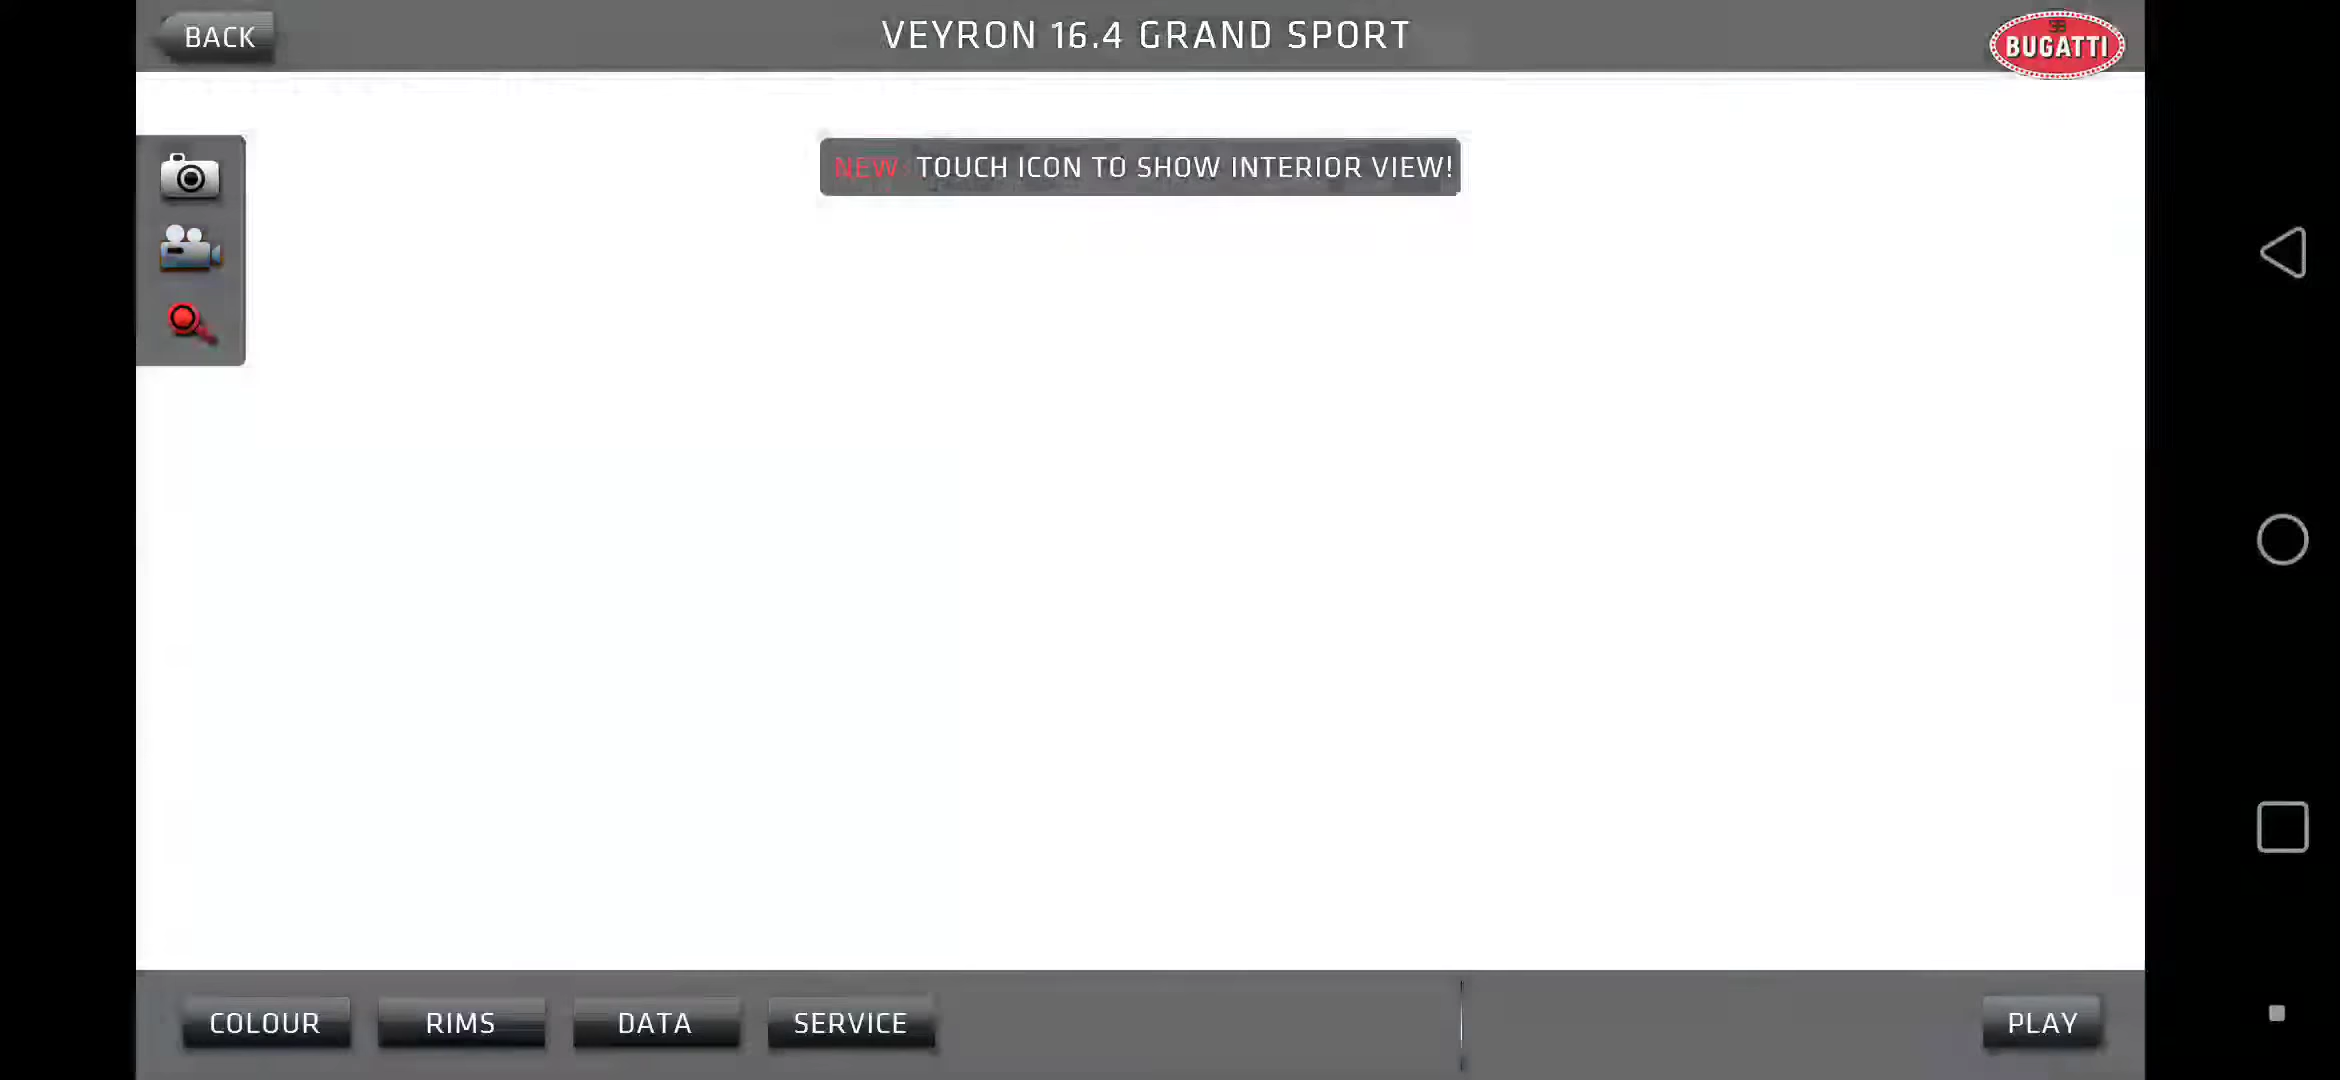 BACK
VEYRON 16.4 GRAND SPORT
BUGATTI
NEW: TOUCH ICON TO SHOW INTERIOR VIEW!
COLOUR
RIMS
DATA
SERVICE
PLAY